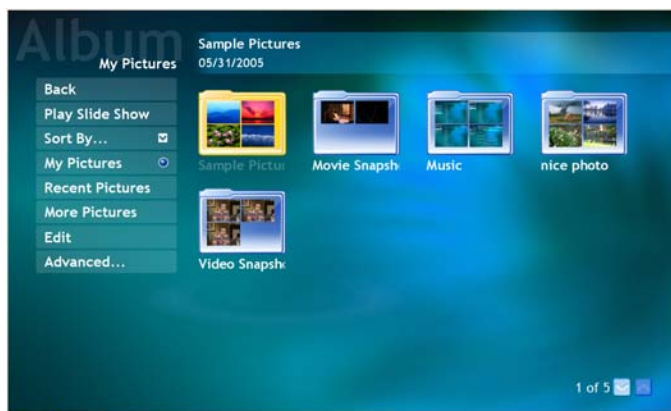 Album
My Pictures
Sample Pictures
05/31/2005
Back
Play Slide Show
Sort By...
My Pictures
Recent Pictures
More Pictures
Edit
Advanced...
Sample Pictu
Movie Snapsh
Music
nice photo
Video Snapsh
1 of 5